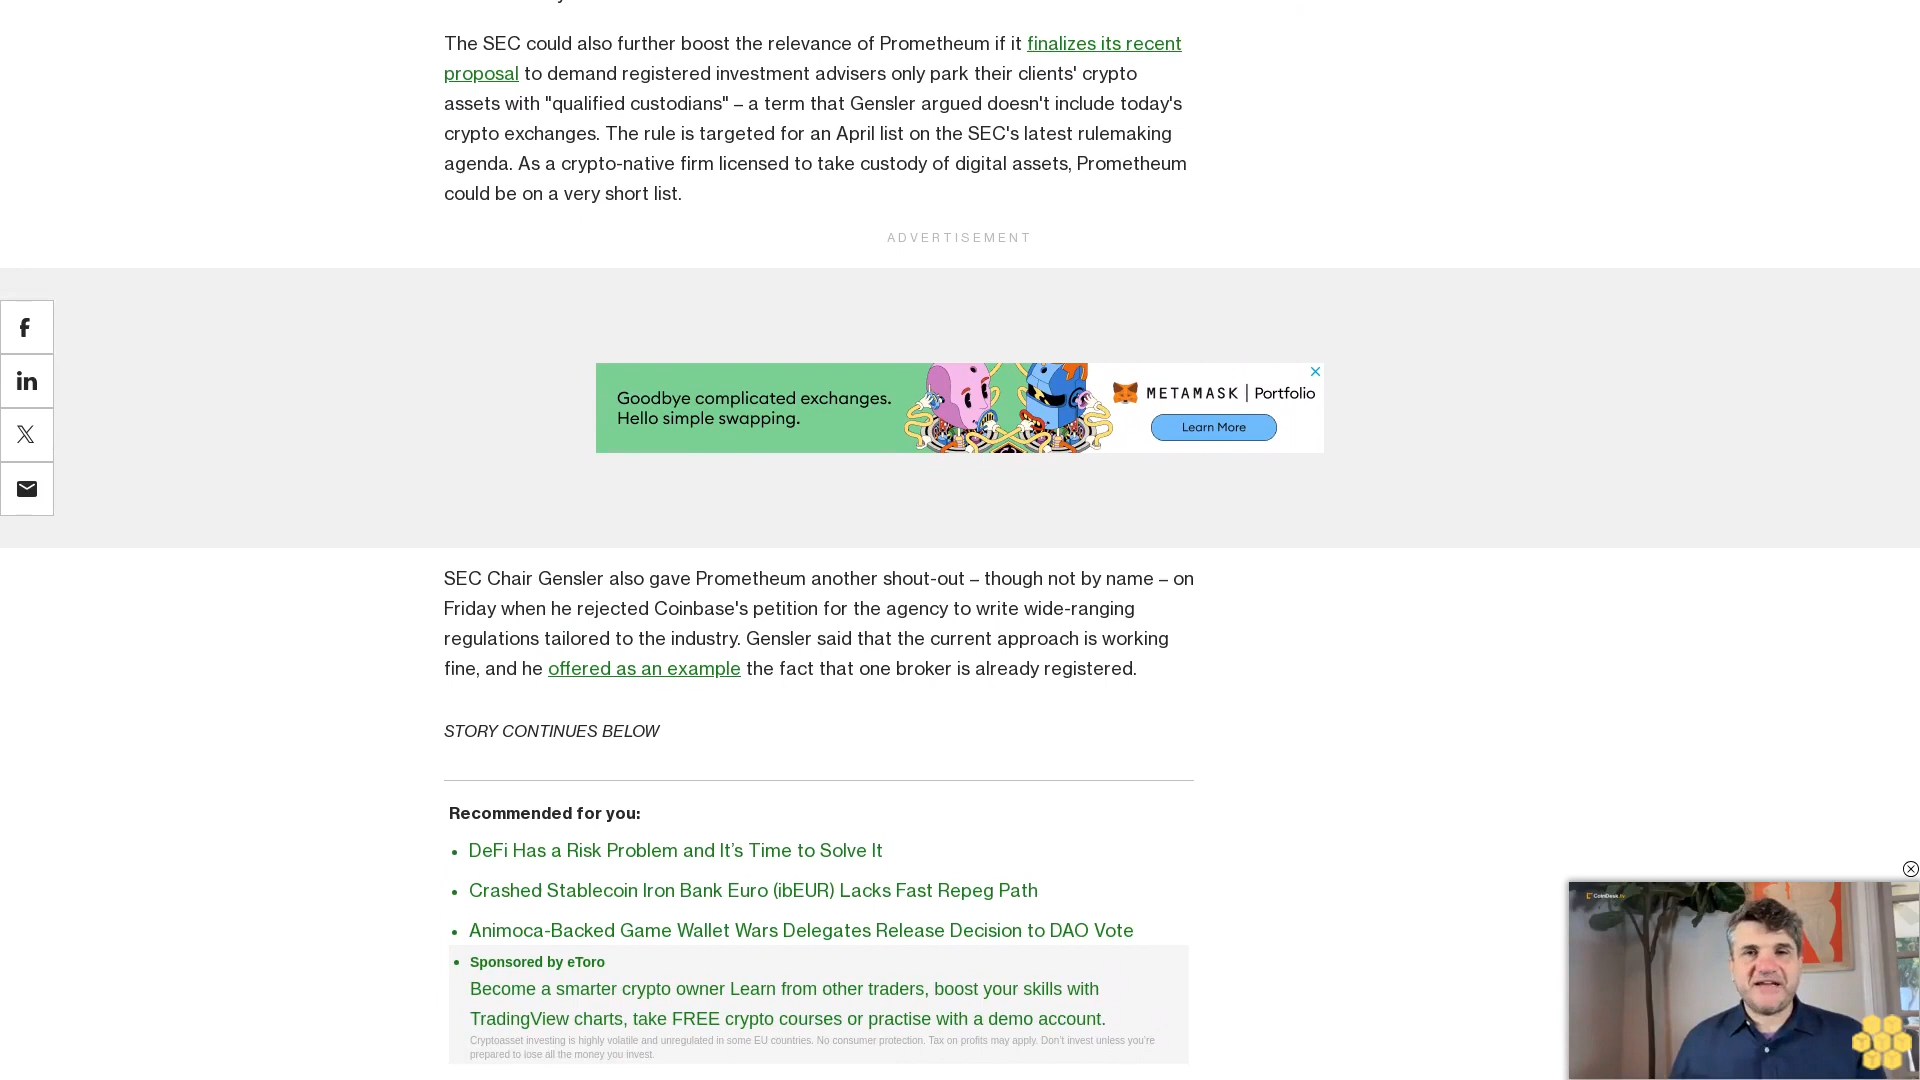 The SEC could also further boost the relevance of Prometheum if it finalizes its recent
proposal to demand registered investment advisers only park their clients' crypto
assets with "qualified custodians" – a term that Gensler argued doesn't include today's
crypto exchanges. The rule is targeted for an April list on the SEC's latest rulemaking
agenda. As a crypto-native firm licensed to take custody of digital assets, Prometheum
could be on a very short list.
ADVERTISEMENT
Goodbye complicated exchanges.
Hello simple swapping.
METAMASK | Portfolio
Learn More
SEC Chair Gensler also gave Prometheum another shout-out – though not by name – on
Friday when he rejected Coinbase's petition for the agency to write wide-ranging
regulations tailored to the industry. Gensler said that the current approach is working
fine, and he offered as an example the fact that one broker is already registered.
STORY CONTINUES BELOW
Recommended for you:
• DeFi Has a Risk Problem and It’s Time to Solve It
• Crashed Stablecoin Iron Bank Euro (ibEUR) Lacks Fast Repeg Path
• Animoca-Backed Game Wallet Wars Delegates Release Decision to DAO Vote
• Sponsored by eToro
Become a smarter crypto owner Learn from other traders, boost your skills with
TradingView charts, take FREE crypto courses or practise with a demo account.
Cryptoasset investing is highly volatile and unregulated in some EU countries. No consumer protection. Tax on profits may apply. Don’t invest unless you’re
prepared to lose all the money you invest.
CoinDesk